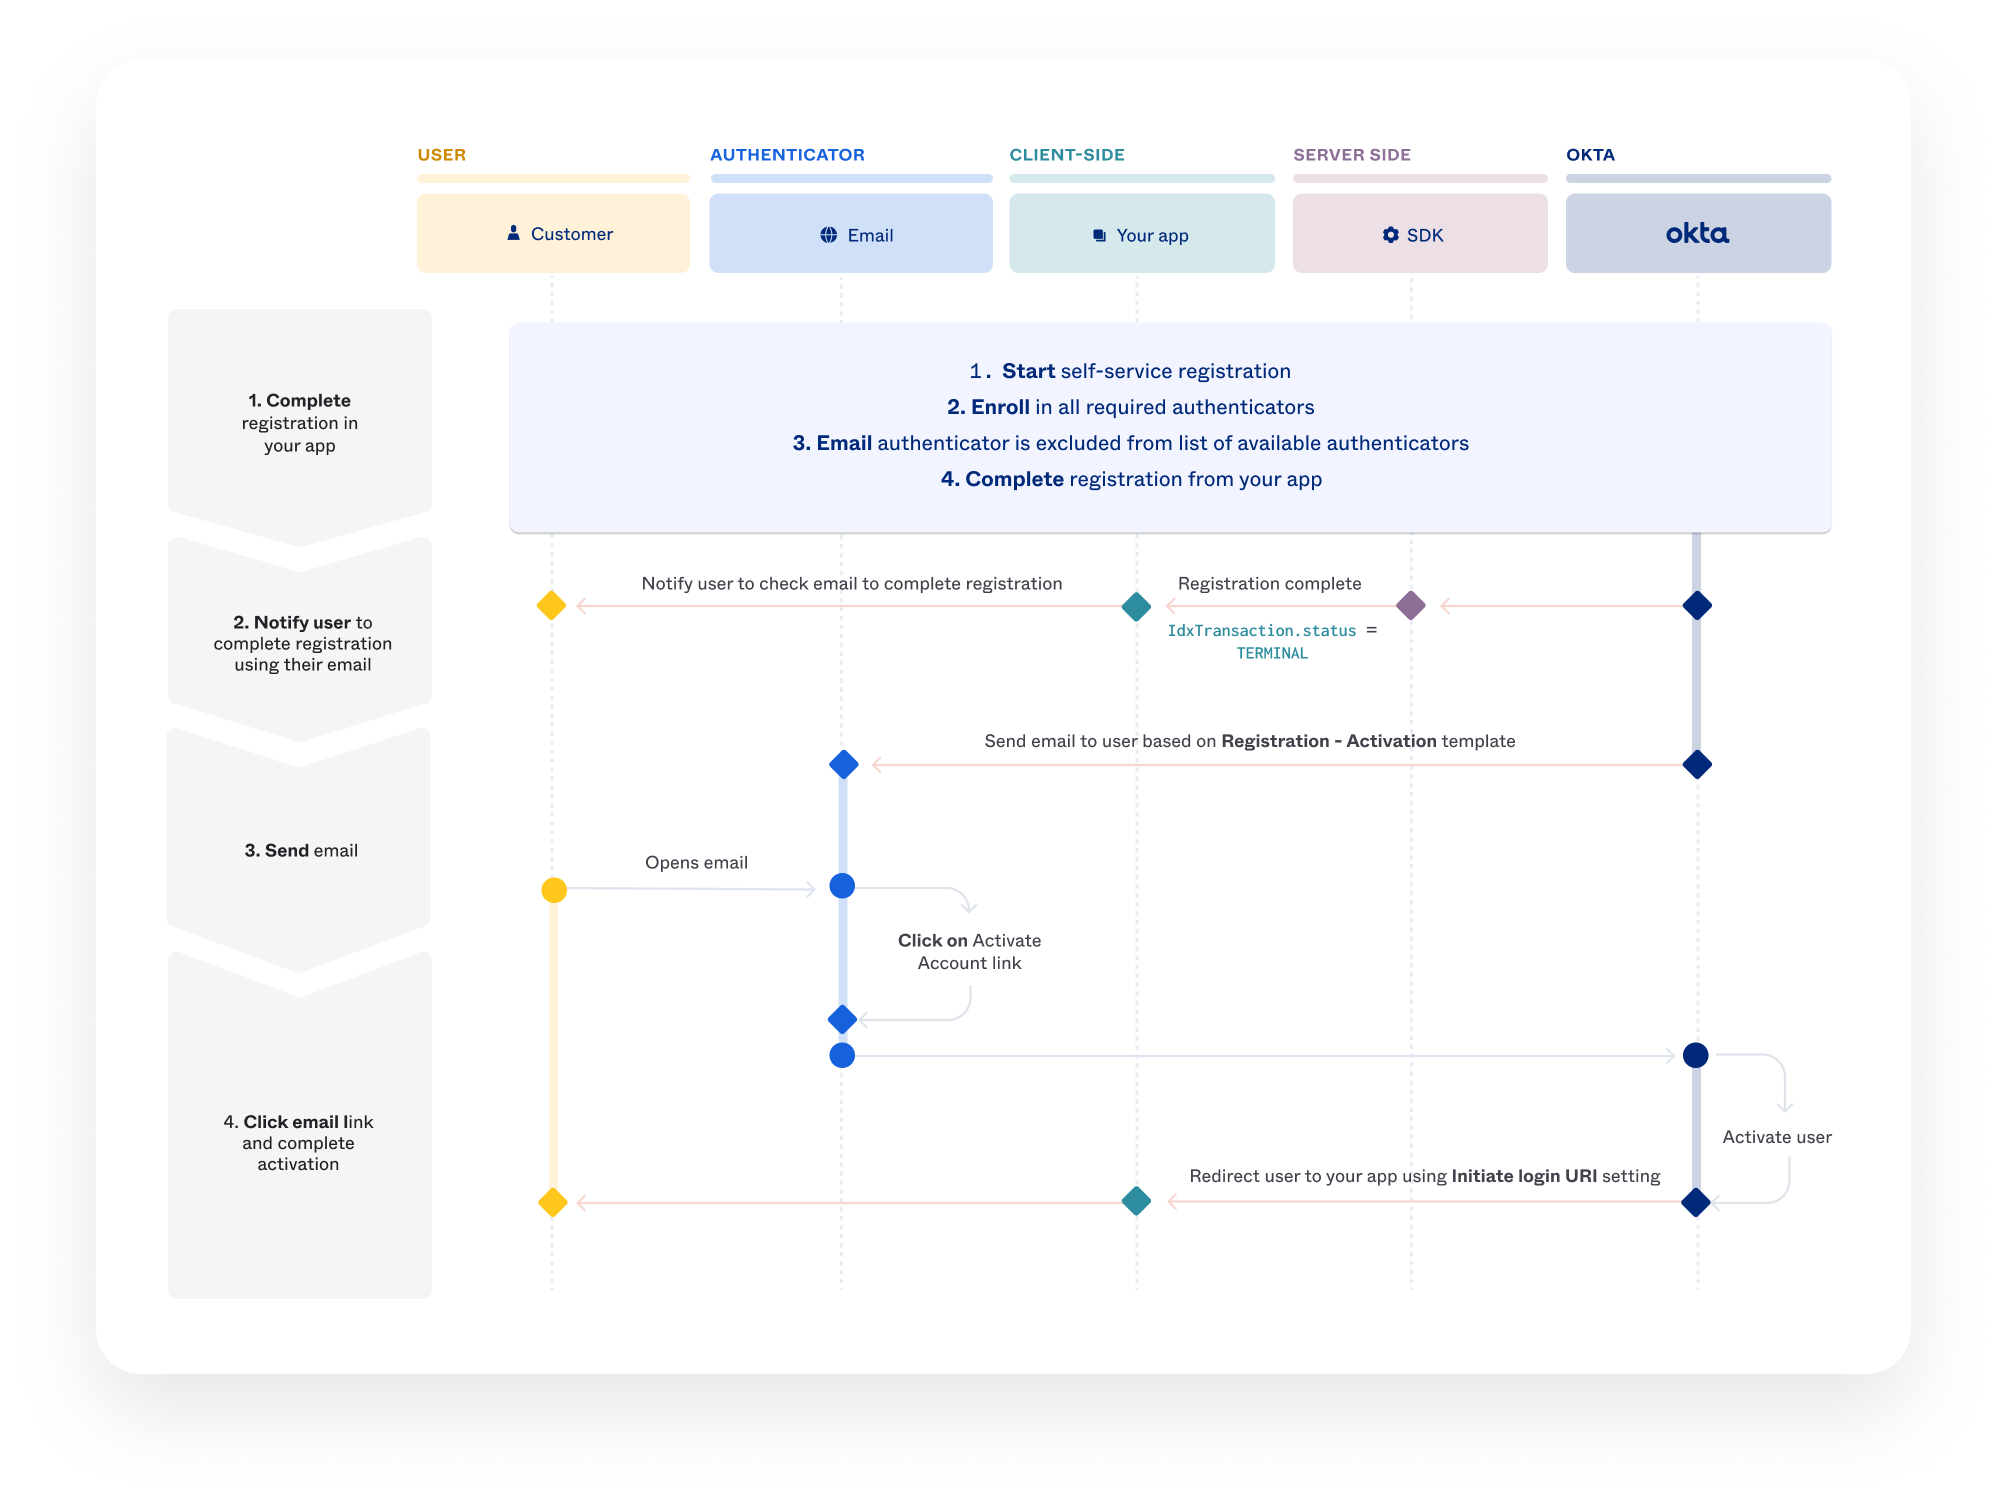 USER
AUTHENTICATOR
CLIENT-SIDE
SERVER SIDE
OKTA
Customer
Email
Your app
SDK
okta
1. Complete
registration in
your app
1. Start self-service registration
2. Enroll in all required authenticators
3. Email authenticator is excluded from list of available authenticators
4. Complete registration from your app
2. Notify user to
complete registration
using their email
Notify user to check email to complete registration
Registration complete
IdxTransaction.status =
TERMINAL
Send email to user based on Registration - Activation template
3. Send email
Opens email
Click on Activate
Account link
4. Click email link
and complete
activation
Activate user
Redirect user to your app using Initiate login URI setting